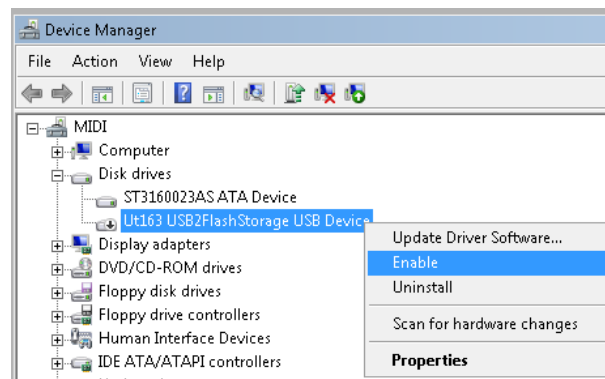 Device Manager
File Action View Help
MIDI
Computer
Disk drives
ST3160023AS ATA Device
Ut163 USB2FlashStorage USB Device
Update Driver Software...
Display adapters
Enable
DVD/CD-ROM drives
Uninstall
Floppy disk drives
Floppy drive controllers
Scan for hardware changes
Human Interface Devices
IDE ATA/ATAPI controllers
Properties